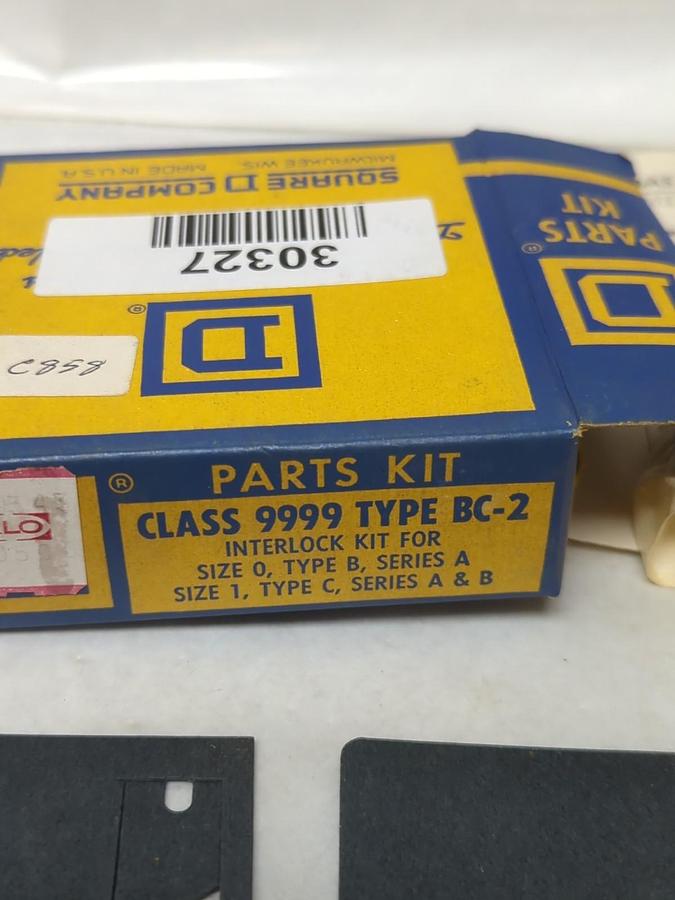 MILWAUKEE WIS. MADE IN U.S.A.
SQUARE D COMPANY
30327
D
®
C858
PARTS
KIT
®
D
® PARTS KIT
CLASS 9999 TYPE BC-2
INTERLOCK KIT FOR
SIZE 0, TYPE B, SERIES A
SIZE 1, TYPE C, SERIES A & B